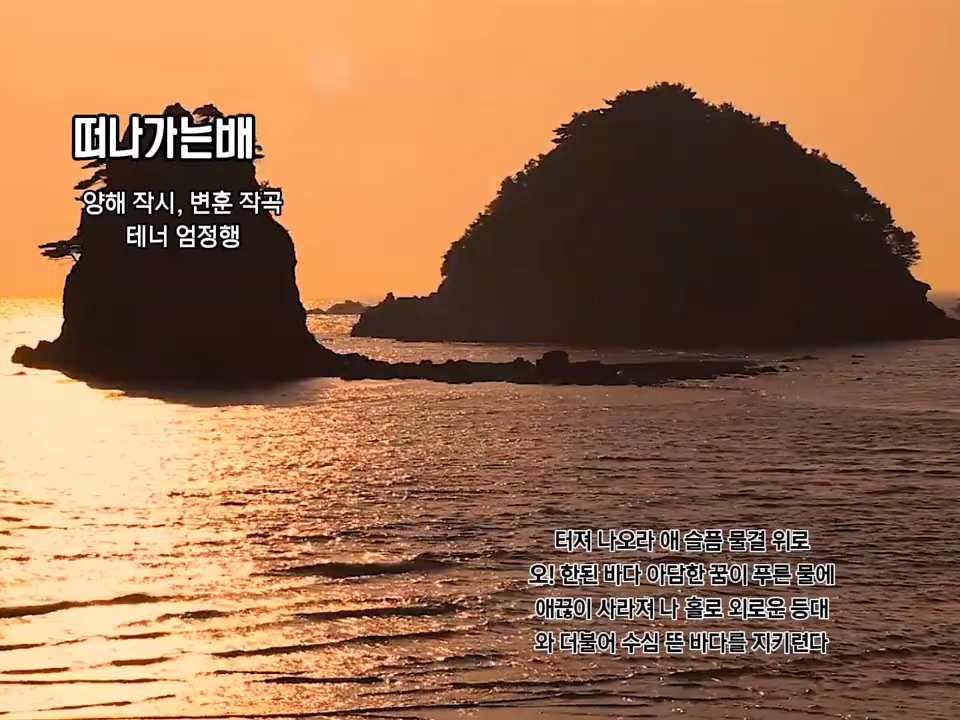 떠나가는배
양해 작시, 변훈 작곡
테너 엄정행
터저 나오라 애 슬픔 물결 위로
오! 한된 바다 아담한 꿈이 푸른 물에
애끊이 사라져 나 홀로 외로운 등대
와 더불어 수심 뜬 바다를 지키련다